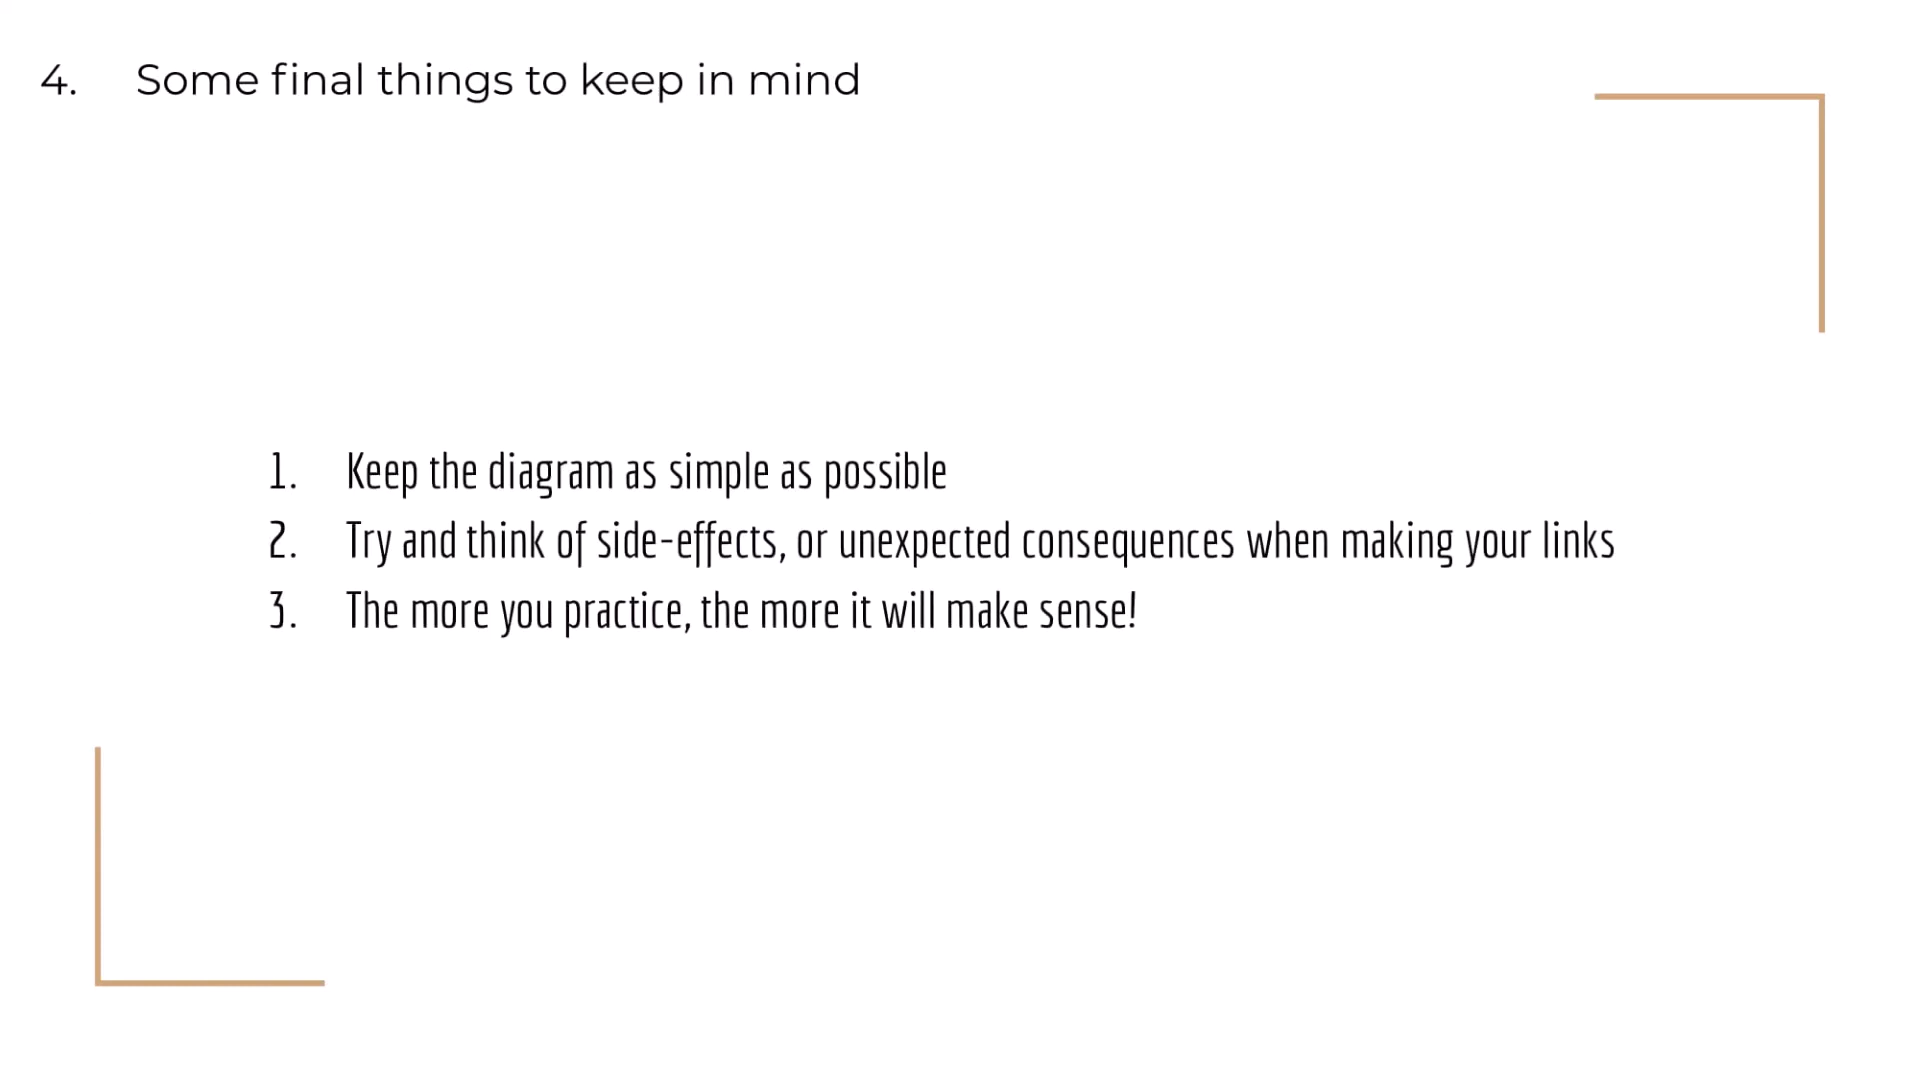 4. Some final things to keep in mind
1. Keep the diagram as simple as possible
2. Try and think of side-effects, or unexpected consequences when making your links
3. The more you practice, the more it will make sense!